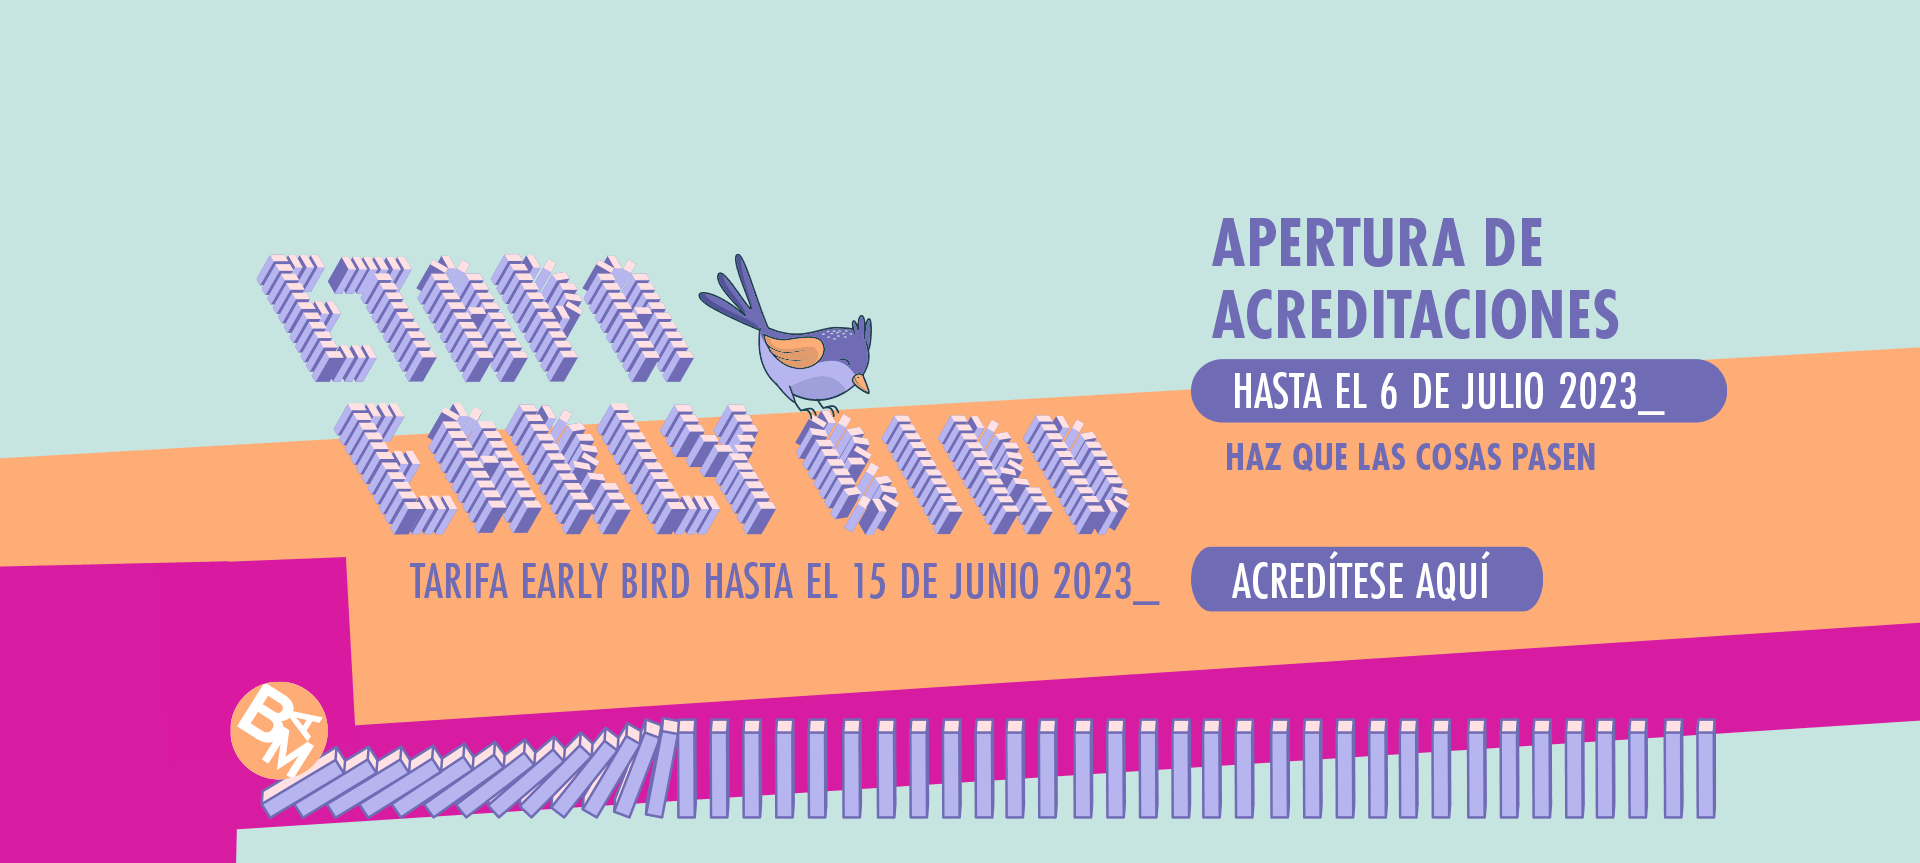 ETAPA
EARLY BIRD
TARIFA EARLY BIRD HASTA EL 15 DE JUNIO 2023_
APERTURA DE
ACREDITACIONES
HASTA EL 6 DE JULIO 2023_
HAZ QUE LAS COSAS PASEN
ACREDÍTESE AQUÍ
BAM